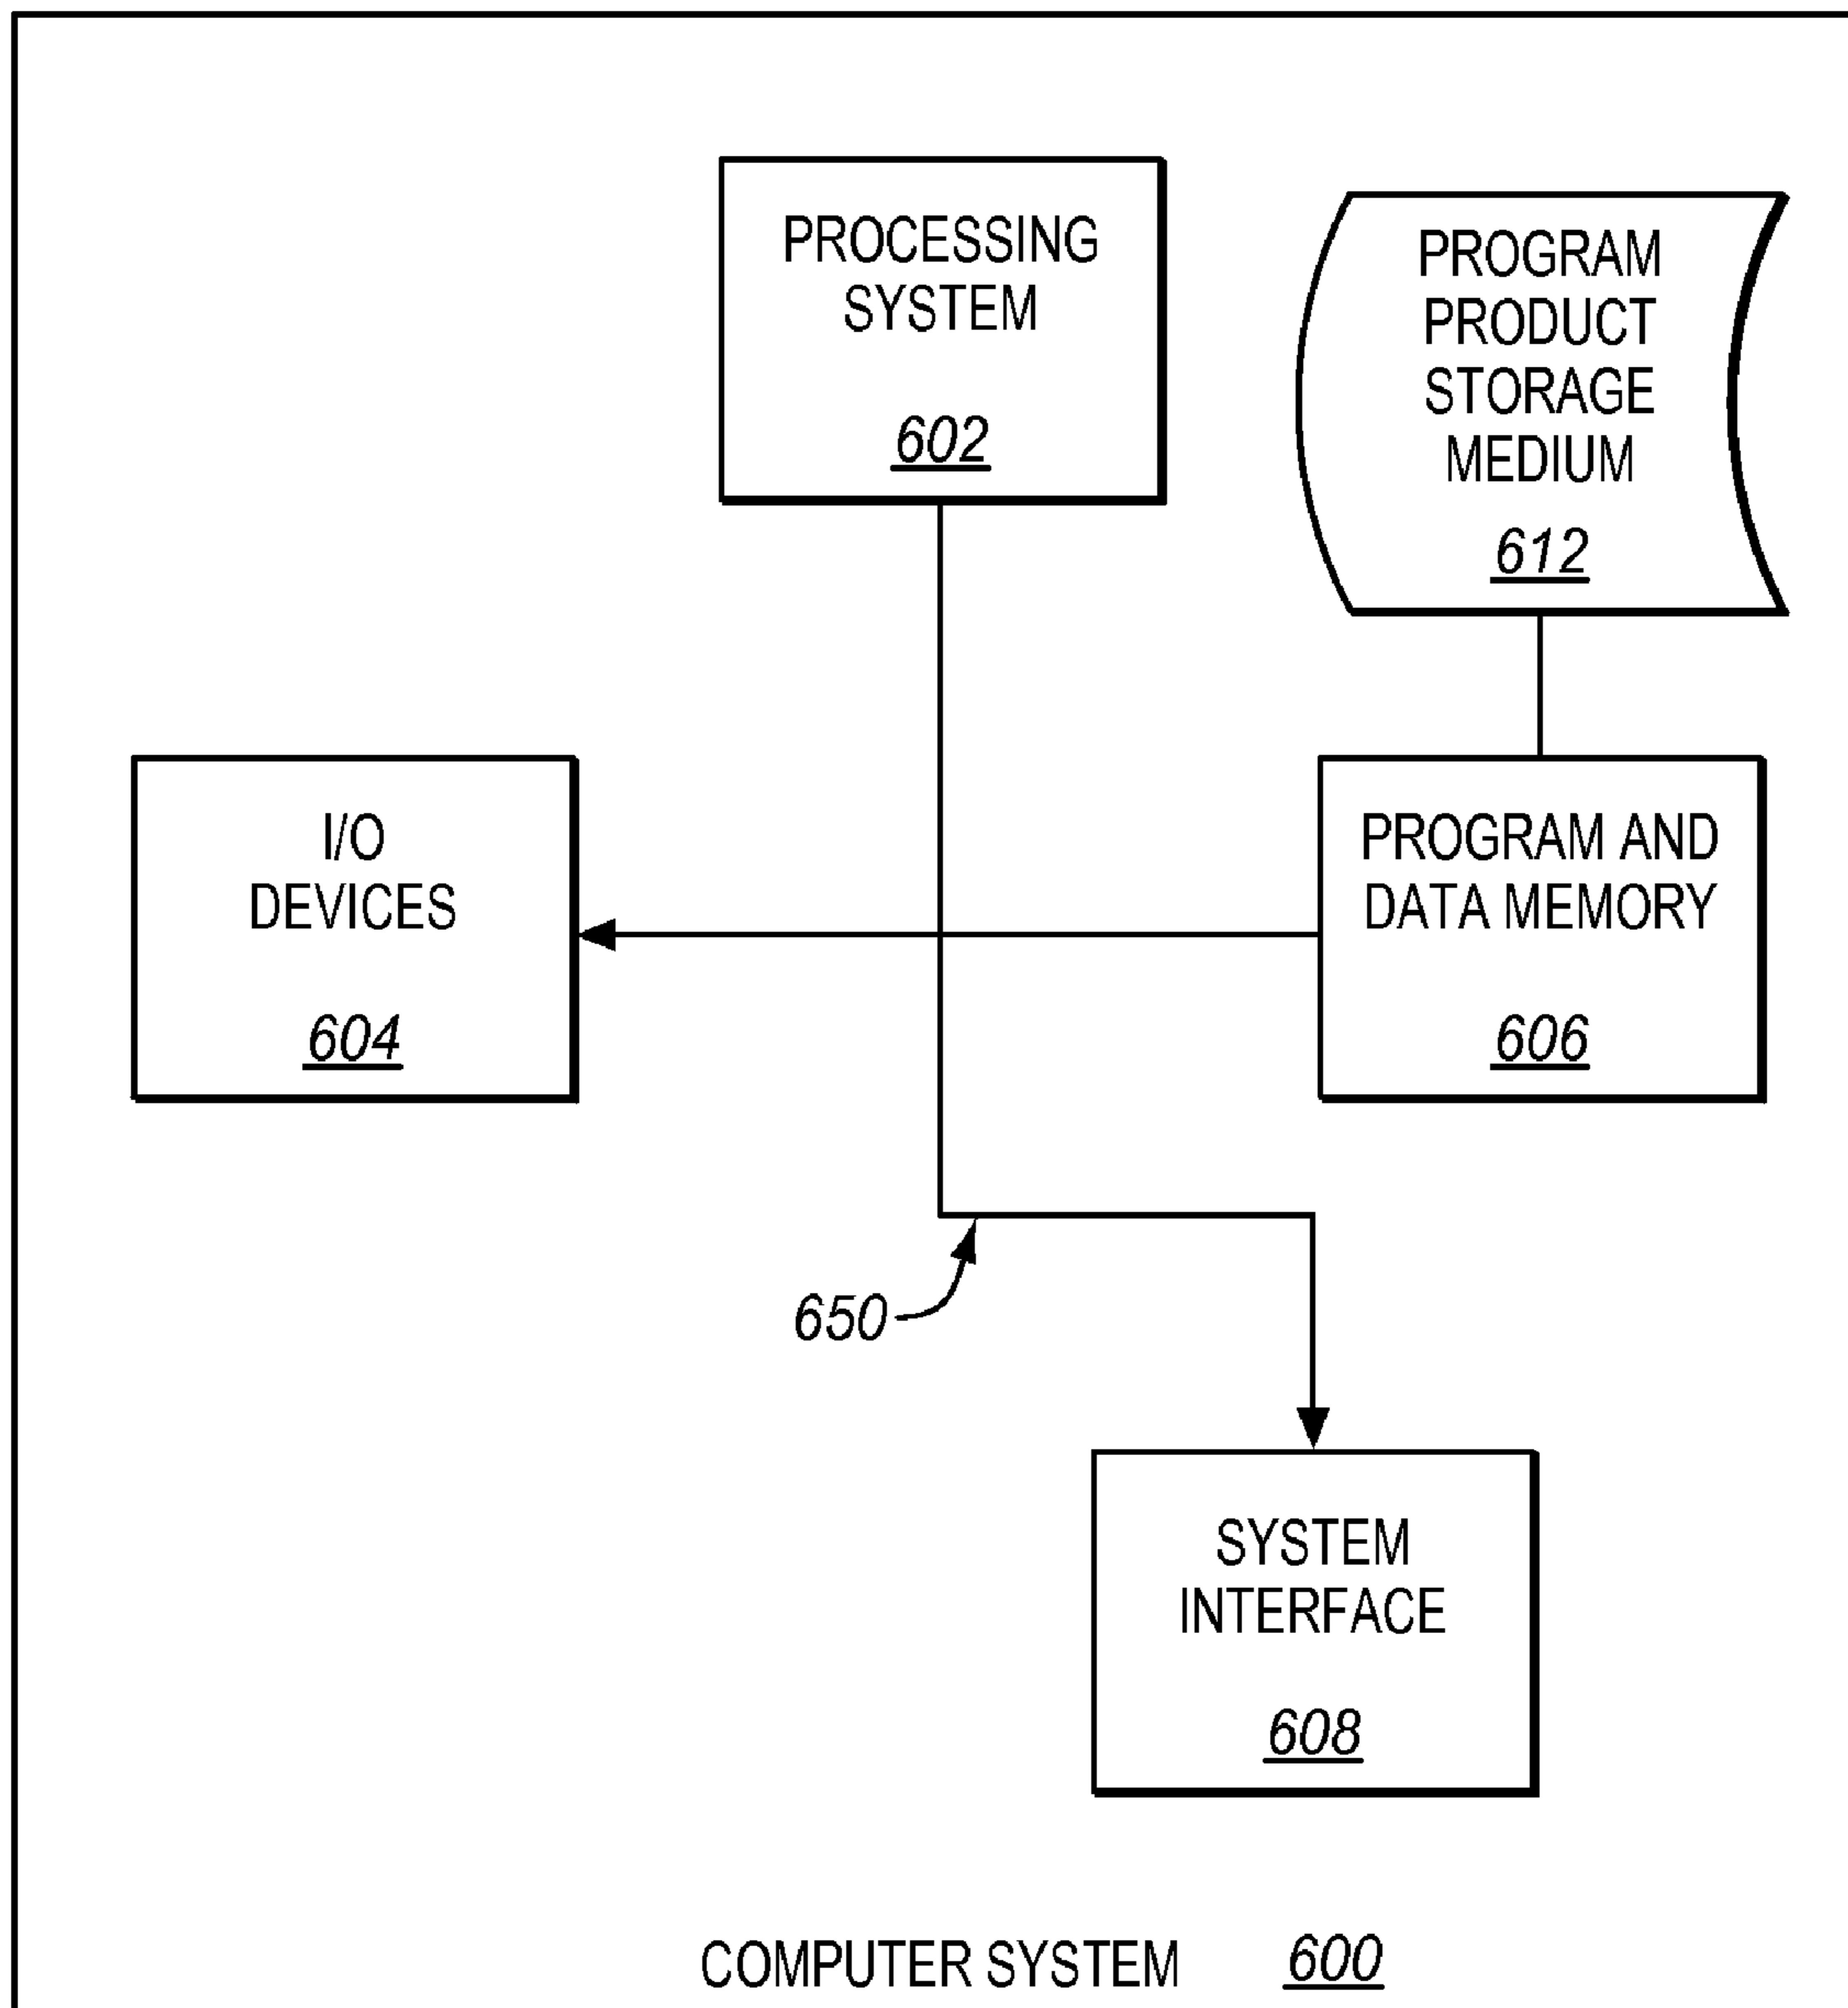 PROCESSING
SYSTEM
602
PROGRAM
PRODUCT
STORAGE
MEDIUM
612
I/O
DEVICES
604
PROGRAM AND
DATA MEMORY
606
650
SYSTEM
INTERFACE
608
COMPUTER SYSTEM 600